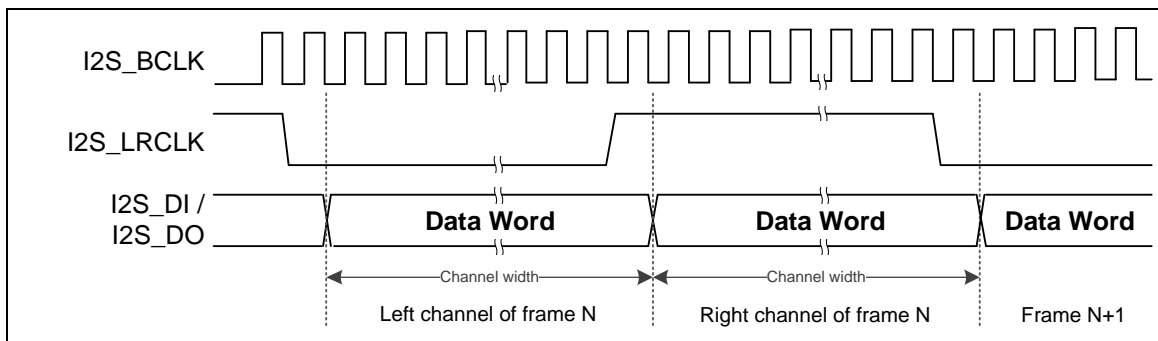 I2S_BCLK
I2S_LRCLK
I2S_DI /
I2S_DO
Data Word
Data Word
Data Word
Channel width
Channel width
Left channel of frame N
Right channel of frame N
Frame N+1